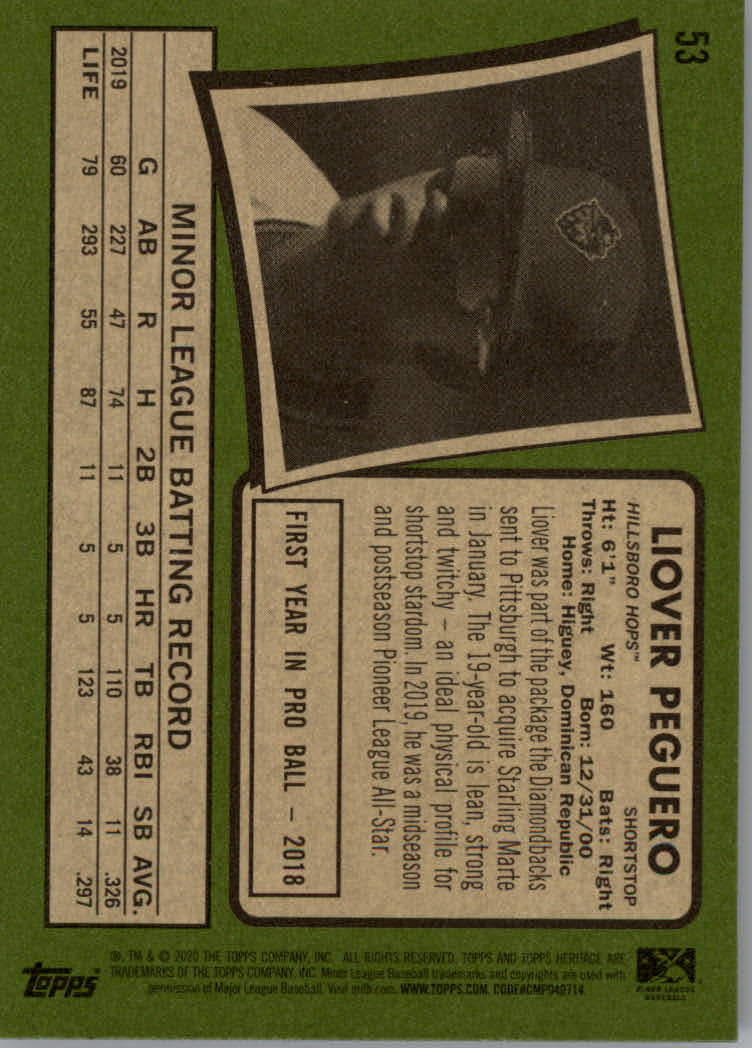 53
LIOVER PEGUERO
HILLSBORO HOPS™ SHORTSTOP
Ht: 6'1" Wt: 160 Bats: Right
Throws: Right Born: 12/31/00
Home: Higuey, Dominican Republic
Liover was part of the package the Diamondbacks
sent to Pittsburgh to acquire Starling Marte
in January. The 19-year-old is lean, strong
and twitchy – an ideal physical profile for
shortstop stardom. In 2019, he was a midseason
and postseason Pioneer League All-Star.
FIRST YEAR IN PRO BALL – 2018
MINOR LEAGUE BATTING RECORD
G AB R H 2B 3B HR TB RBI SB AVG.
2019 60 227 47 74 11 5 5 110 38 11 .326
LIFE 79 293 55 87 11 5 5 123 43 14 .297
MINOR LEAGUE
BASEBALL
®, TM & © 2020 THE TOPPS COMPANY, INC. ALL RIGHTS RESERVED. TOPPS AND TOPPS HERITAGE ARE
TRADEMARKS OF THE TOPPS COMPANY, INC. Minor League Baseball trademarks and copyrights are used with
permission of Major League Baseball. Visit milb.com. WWW.TOPPS.COM. CODE#CMP049714.
Topps